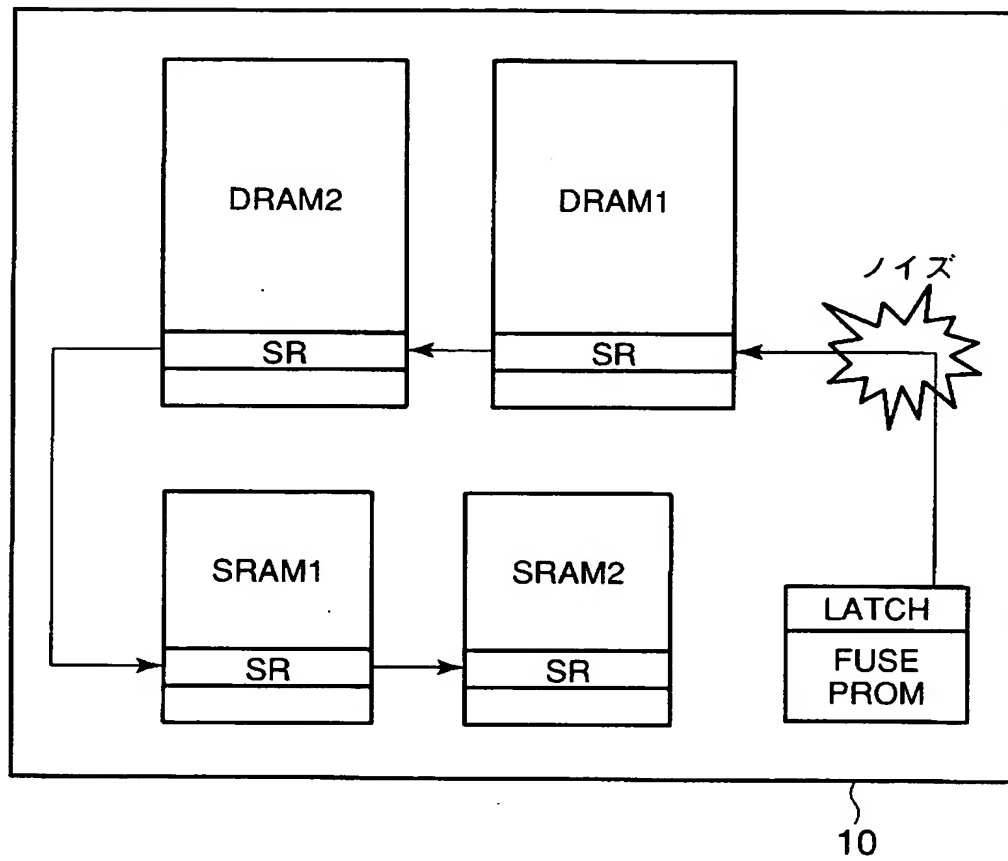 DRAM2
DRAM1
ノイズ
SR
SR
SRAM1
SRAM2
LATCH
SR
SR
FUSE
PROM
10